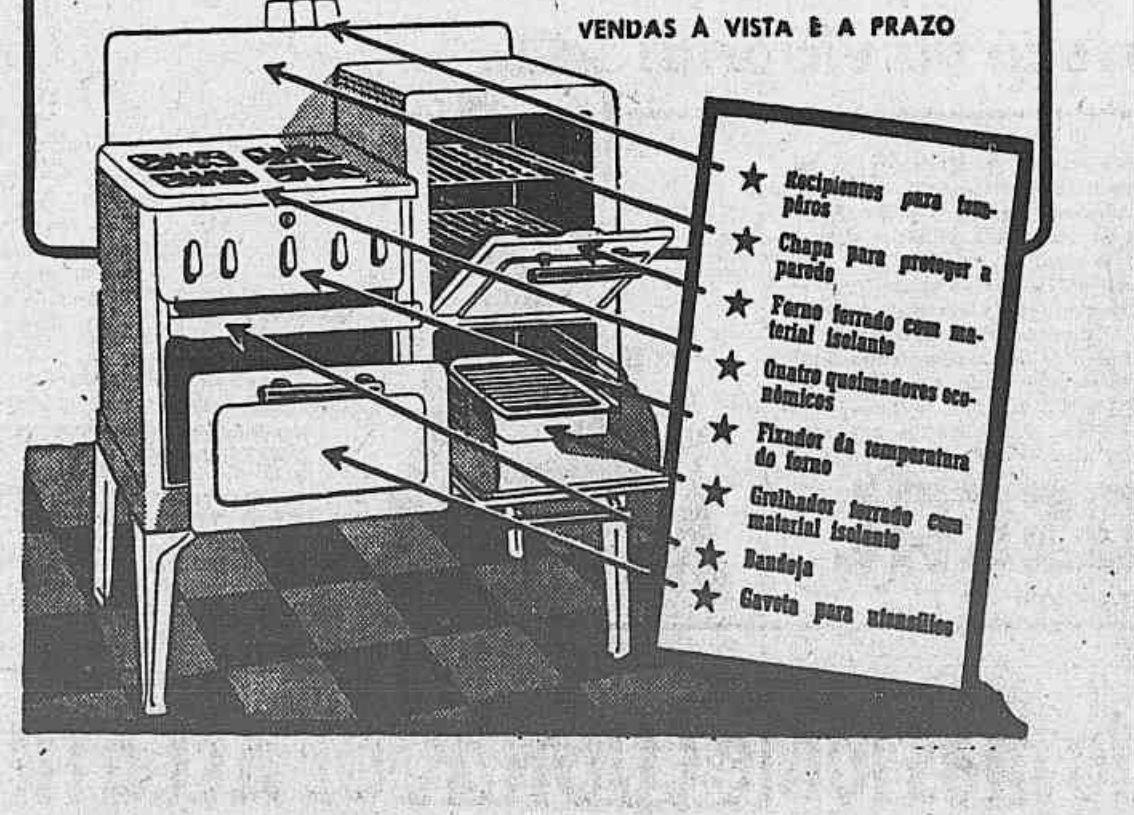 VENDAS À VISTA E A PRAZO
★ Recipientes para tem-
pêros
★ Chapa para proteger a
parede
★ Forno forrado com ma-
terial isolante
★ Quatro queimadores eco-
nômicos
★ Fixador da temperatura
do forno
★ Grelhador forrado com
material isolante
★ Bandeja
★ Gaveta para utensílios